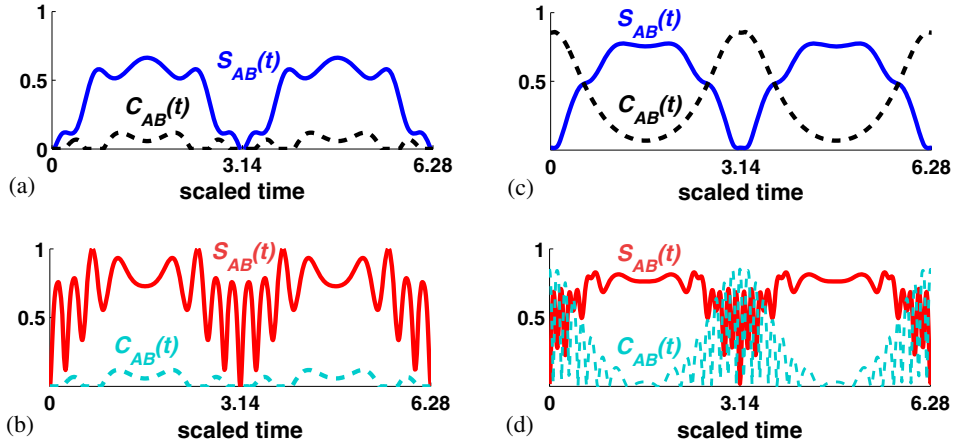 1
S_AB(t)
0.5
C_AB(t)
0
0 3.14 6.28
(a) scaled time
1
S_AB(t)
0.5
C_AB(t)
0 3.14 6.28
(b) scaled time
1
S_AB(t)
0.5
C_AB(t)
0 3.14 6.28
(c) scaled time
1
S_AB(t)
0.5
C_AB(t)
0 3.14 6.28
(d) scaled time